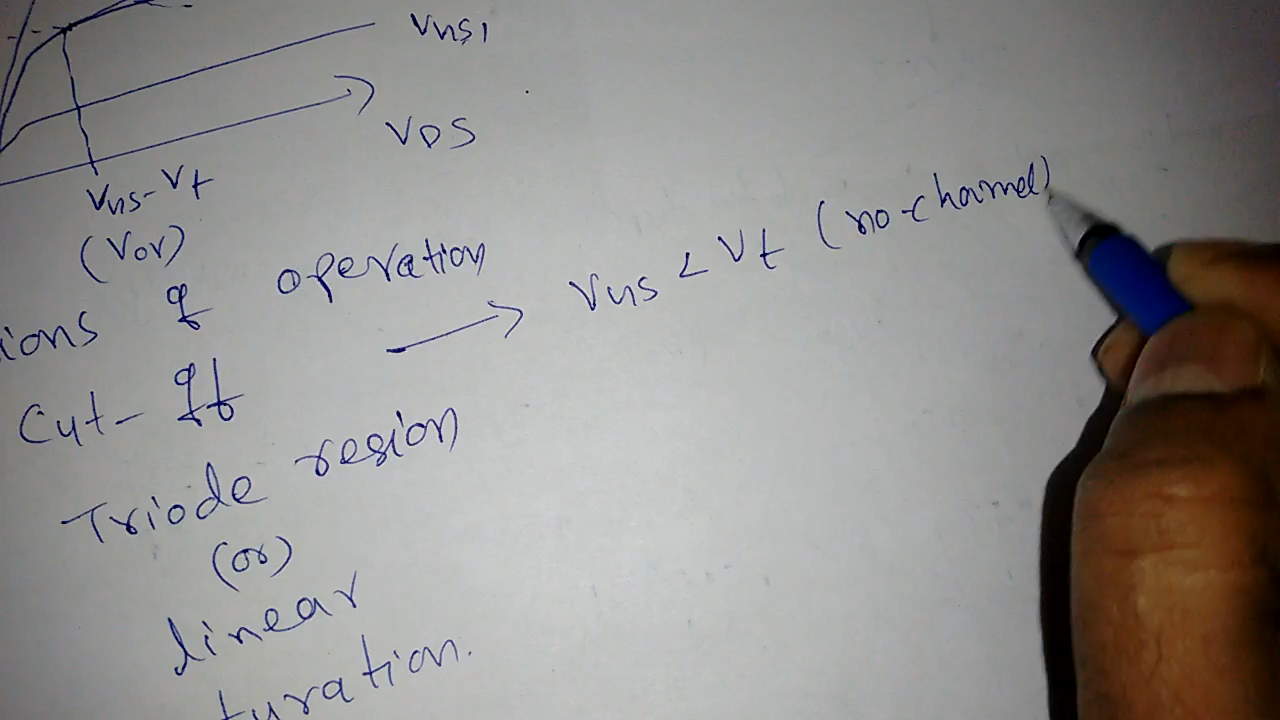 VGS1
VDS
VGS - Vt
(Vov)
ions of operation
Cut-off → VGS < Vt (no-channel)
Triode region
(or)
linear
turation.